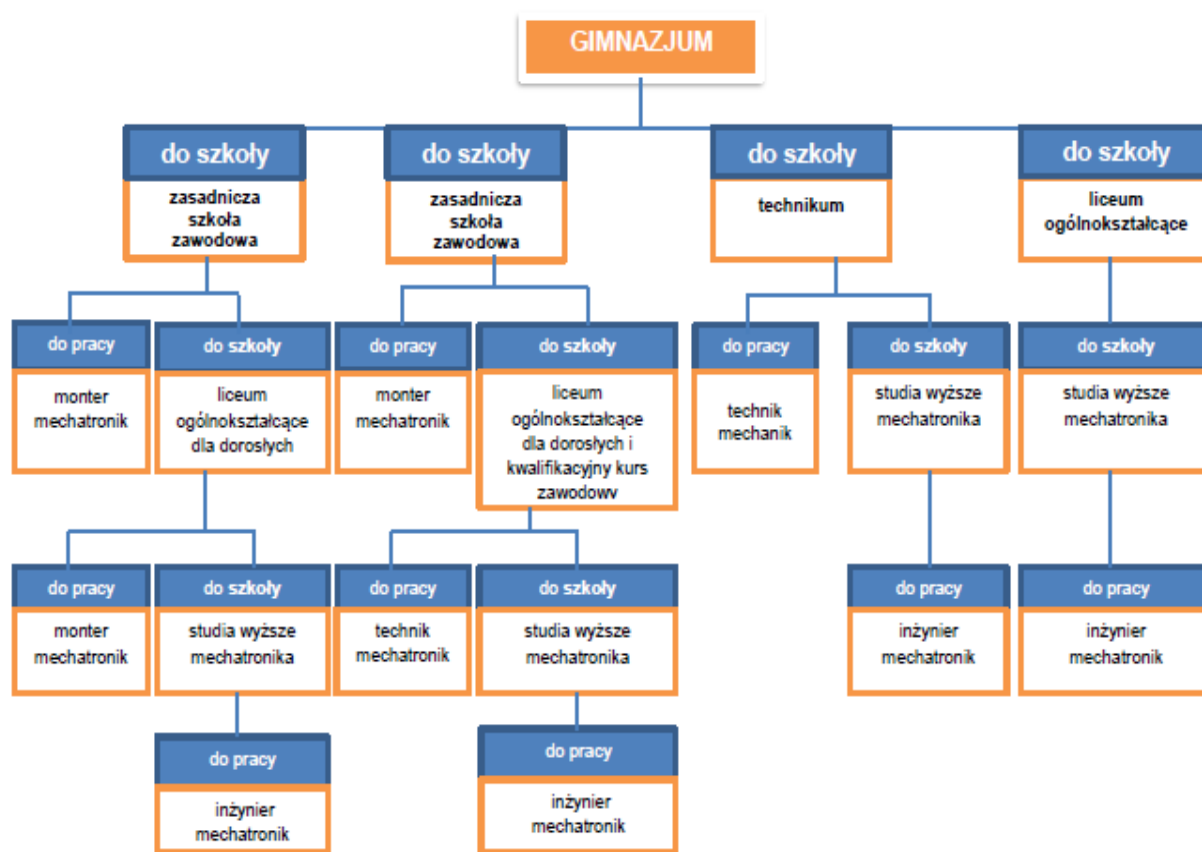 GIMNAZJUM
do szkoły
zasadnicza
szkoła
zawodowa
do szkoły
zasadnicza
szkoła
zawodowa
do szkoły
technikum
do szkoły
liceum
ogólnokształcące
do pracy
monter
mechatronik
do szkoły
liceum
ogólnokształcące
dla dorosłych
do pracy
monter
mechatronik
do szkoły
liceum
ogólnokształcące
dla dorosłych i
kwalifikacyjny kurs
zawodowy
do pracy
technik
mechanik
do szkoły
studia wyższe
mechatronika
do szkoły
studia wyższe
mechatronika
do pracy
monter
mechatronik
do szkoły
studia wyższe
mechatronika
do pracy
technik
mechatronik
do szkoły
studia wyższe
mechatronika
do pracy
inżynier
mechatronik
do pracy
inżynier
mechatronik
do pracy
inżynier
mechatronik
do pracy
inżynier
mechatronik